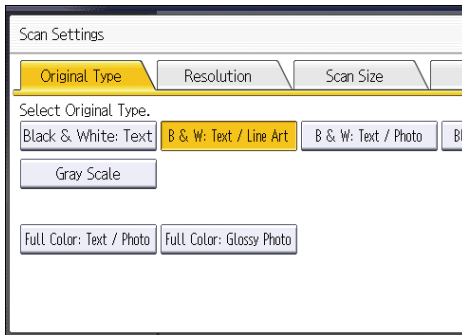 Scan Settings
Original Type Resolution Scan Size
Select Original Type.
Black & White: Text B & W: Text / Line Art B & W: Text / Photo
Gray Scale
Full Color: Text / Photo Full Color: Glossy Photo